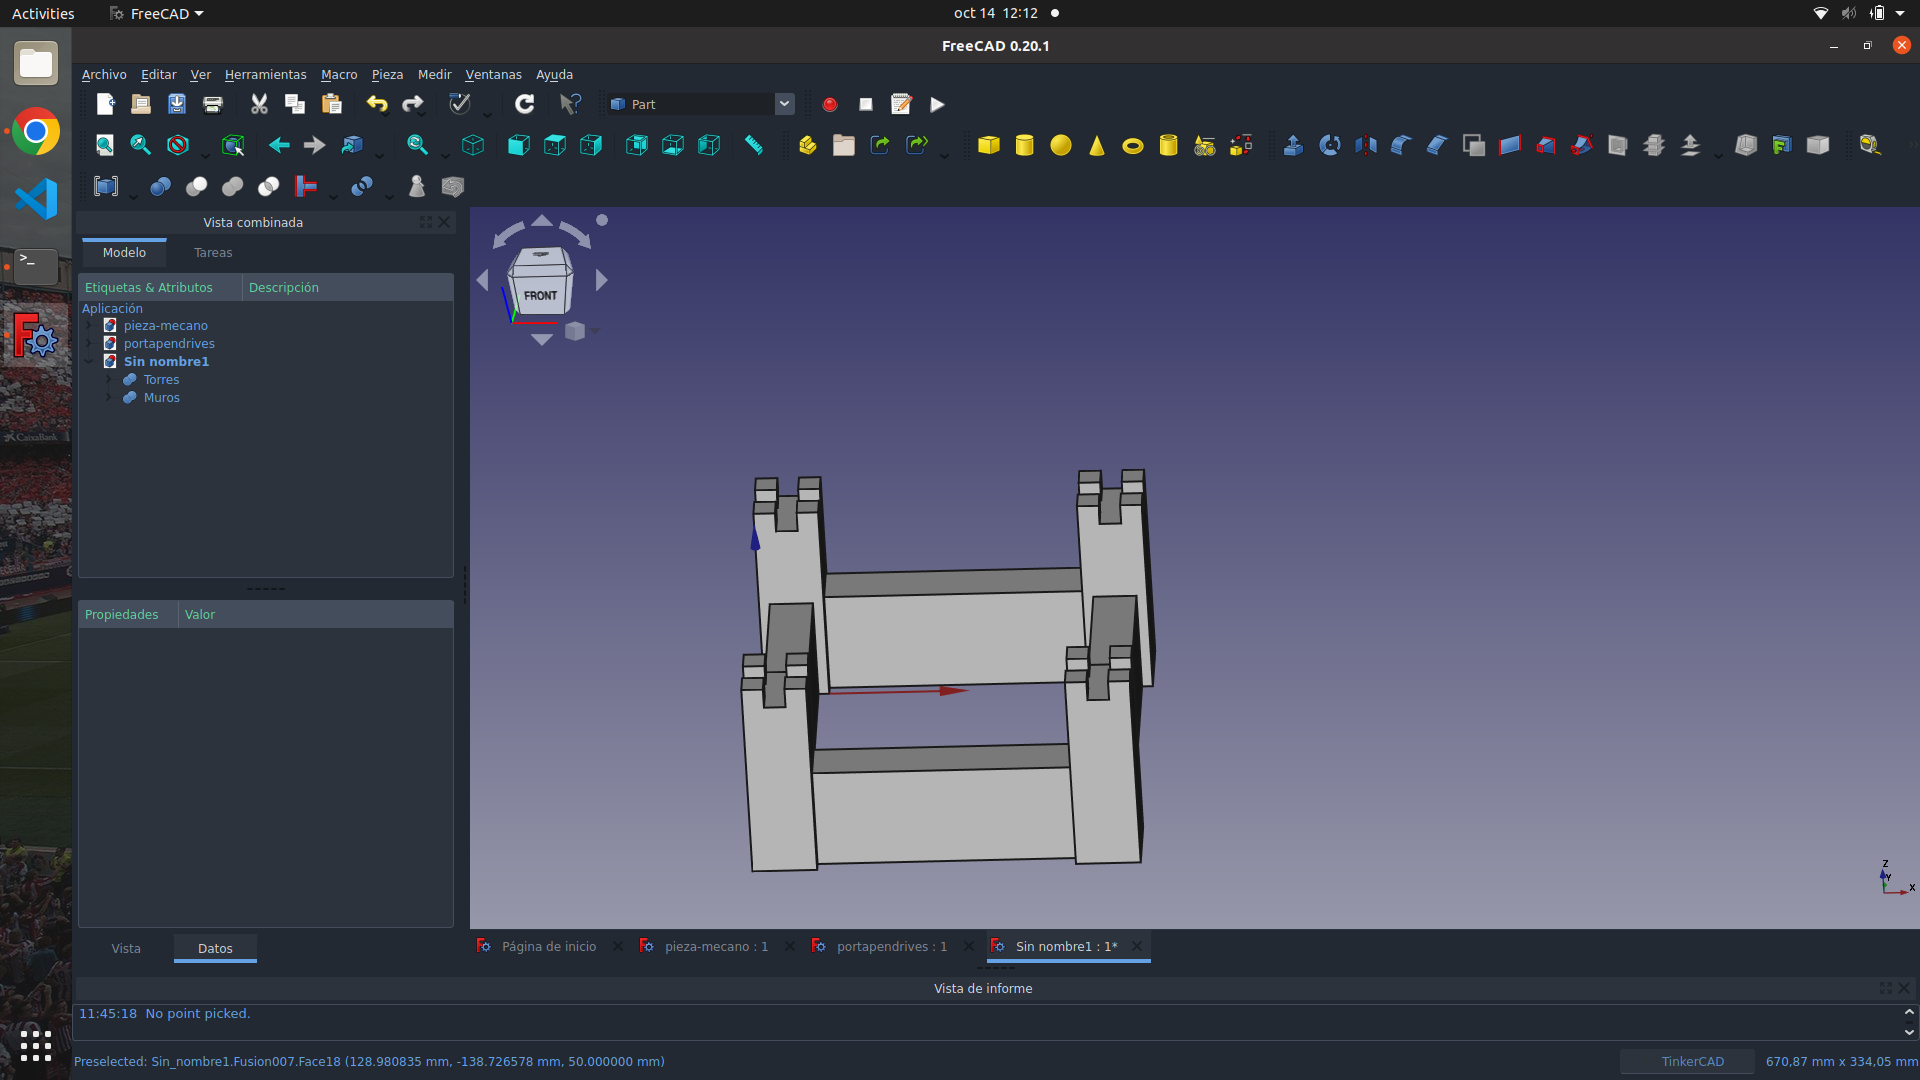 Activities
FreeCAD
oct 14 12:12
FreeCAD 0.20.1
Archivo Editar Ver Herramientas Macro Pieza Medir Ventanas Ayuda
Part
Vista combinada
Modelo Tareas
Etiquetas & Atributos Descripción
Aplicación
pieza-mecano
portapendrives
Sin nombre1
Torres
Muros
FRONT
Propiedades Valor
Z
Y
X
CaixaBank
Vista Datos
Página de inicio pieza-mecano : 1 portapendrives : 1 Sin nombre1 : 1*
Vista de informe
11:45:18 No point picked.
Preselected: Sin_nombre1.Fusion007.Face18 (128.980835 mm, -138.726578 mm, 50.000000 mm)
TinkerCAD 670,87 mm x 334,05 mm